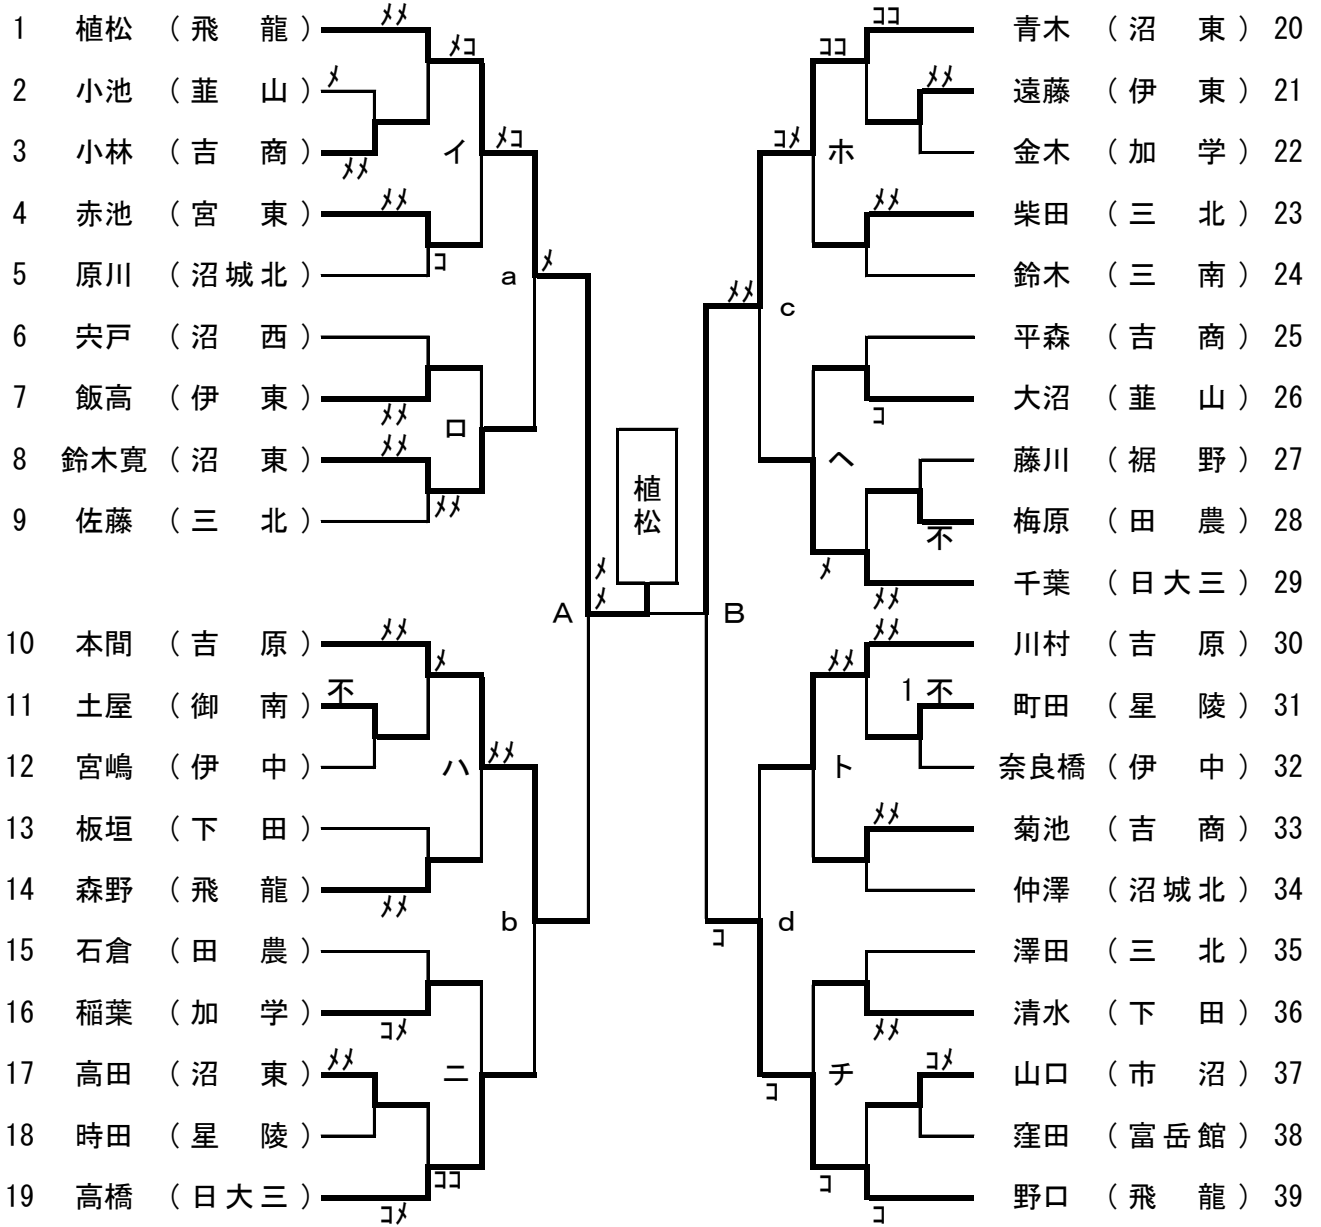 1 植松 （飛 龍） ﾒﾒ
ﾒｺ
2 小池 （韮 山） ﾒ
3 小林 （吉 商） ﾒﾒ
イ ﾒｺ
4 赤池 （宮 東） ﾒﾒ
5 原川 （沼城北） ｺ
a ﾒ
6 宍戸 （沼 西）
7 飯高 （伊 東） ﾒﾒ
ロ
8 鈴木寛 （沼 東） ﾒﾒ
9 佐藤 （三 北） ﾒﾒ
植松
ﾒ
ﾒ
A
10 本間 （吉 原） ﾒﾒ
ﾒ
11 土屋 （御 南） 不
12 宮嶋 （伊 中）
ハ ﾒﾒ
13 板垣 （下 田）
14 森野 （飛 龍） ﾒﾒ
b
15 石倉 （田 農）
16 稲葉 （加 学） ｺﾒ
17 高田 （沼 東） ﾒﾒ
ニ
18 時田 （星 陵）
ｺｺ
19 高橋 （日大三） ｺﾒ
ｺｺ 青木 （沼 東） 20
ｺｺ
ﾒﾒ 遠藤 （伊 東） 21
金木 （加 学） 22
ｺﾒ ホ
ﾒﾒ 柴田 （三 北） 23
鈴木 （三 南） 24
ﾒﾒ c
平森 （吉 商） 25
ｺ 大沼 （韮 山） 26
藤川 （裾 野） 27
ヘ
不 梅原 （田 農） 28
ﾒ
ﾒﾒ 千葉 （日大三） 29
B
ﾒﾒ 川村 （吉 原） 30
ﾒﾒ
1 不 町田 （星 陵） 31
奈良橋 （伊 中） 32
ト
ﾒﾒ 菊池 （吉 商） 33
仲澤 （沼城北） 34
ｺ d
澤田 （三 北） 35
ﾒﾒ 清水 （下 田） 36
ｺﾒ 山口 （市 沼） 37
ｺ チ
窪田 （富岳館） 38
ｺ
ｺ 野口 （飛 龍） 39